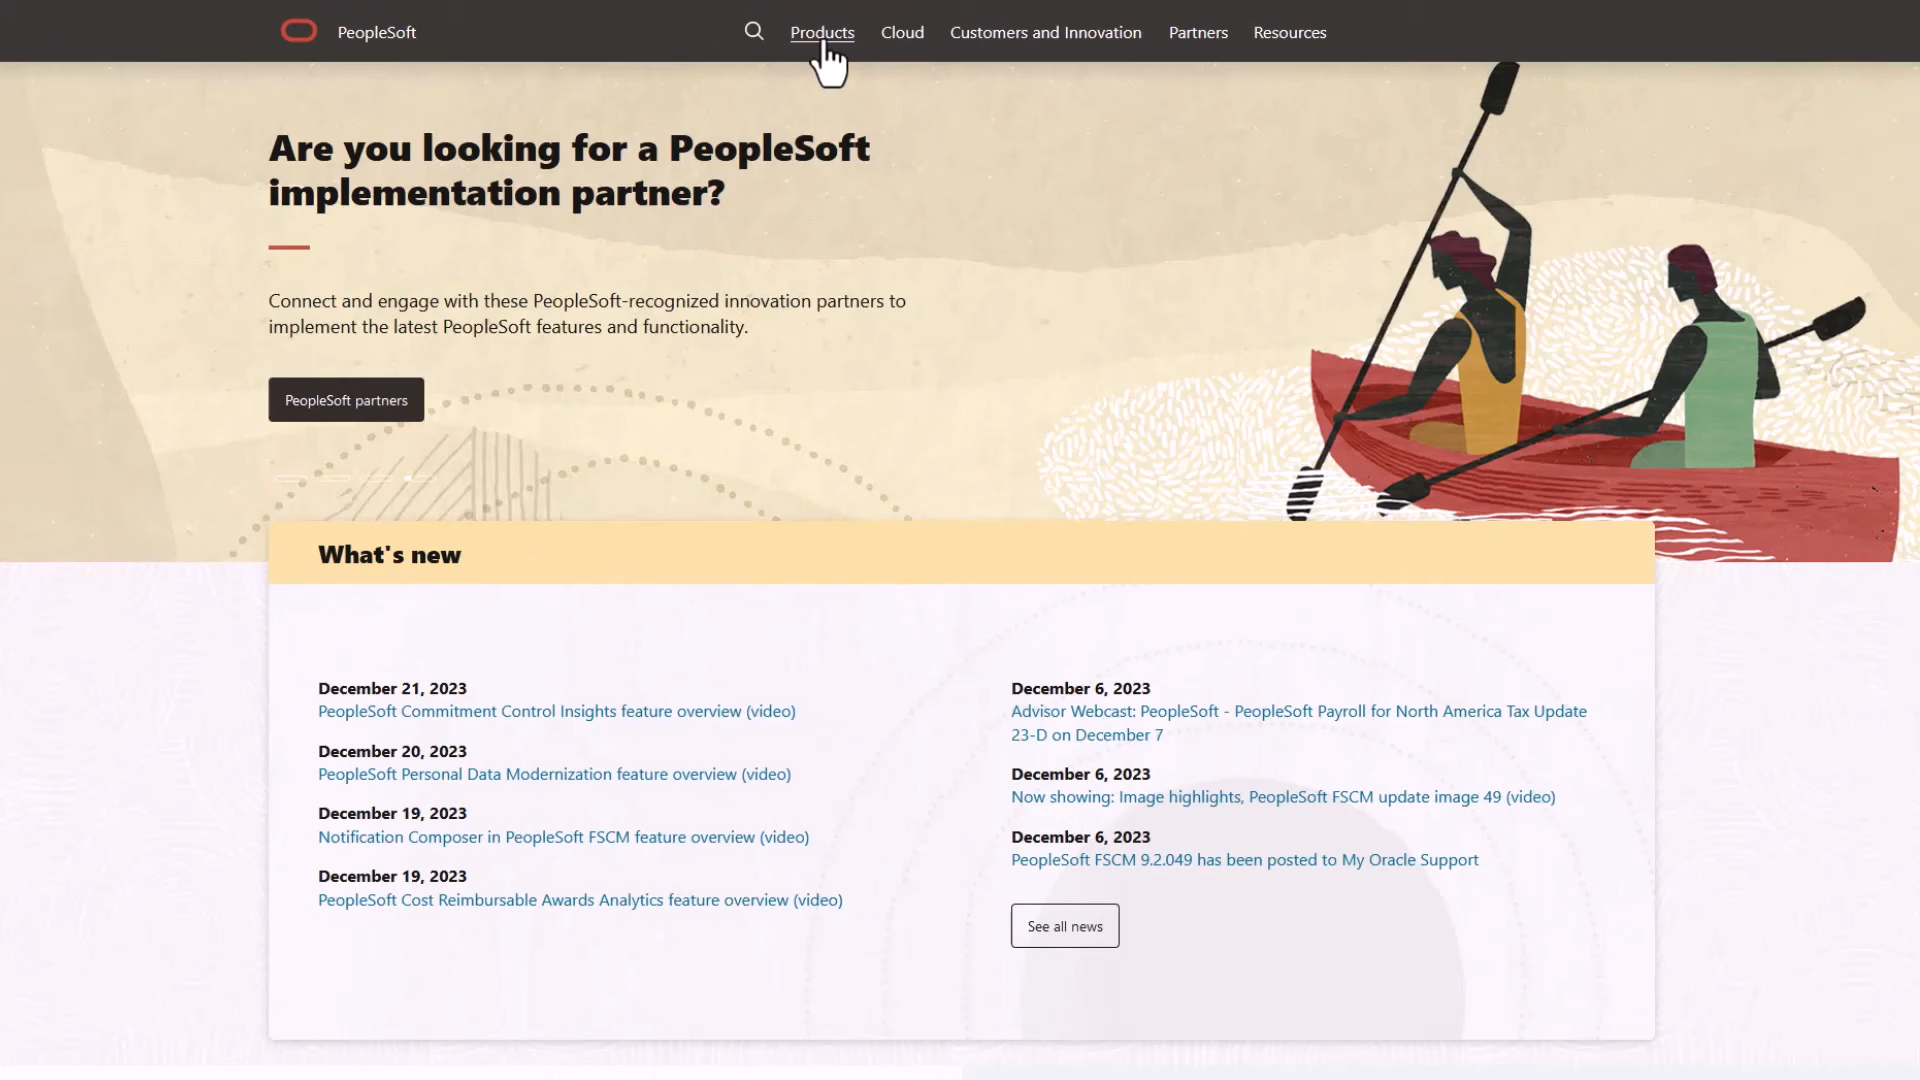 PeopleSoft
Products
Cloud
Customers and Innovation
Partners
Resources
Are you looking for a PeopleSoft
implementation partner?
Connect and engage with these PeopleSoft-recognized innovation partners to
implement the latest PeopleSoft features and functionality.
PeopleSoft partners
What's new
December 21, 2023
PeopleSoft Commitment Control Insights feature overview (video)
December 20, 2023
PeopleSoft Personal Data Modernization feature overview (video)
December 19, 2023
Notification Composer in PeopleSoft FSCM feature overview (video)
December 19, 2023
PeopleSoft Cost Reimbursable Awards Analytics feature overview (video)
December 6, 2023
Advisor Webcast: PeopleSoft - PeopleSoft Payroll for North America Tax Update
23-D on December 7
December 6, 2023
Now showing: Image highlights, PeopleSoft FSCM update image 49 (video)
December 6, 2023
PeopleSoft FSCM 9.2.049 has been posted to My Oracle Support
See all news